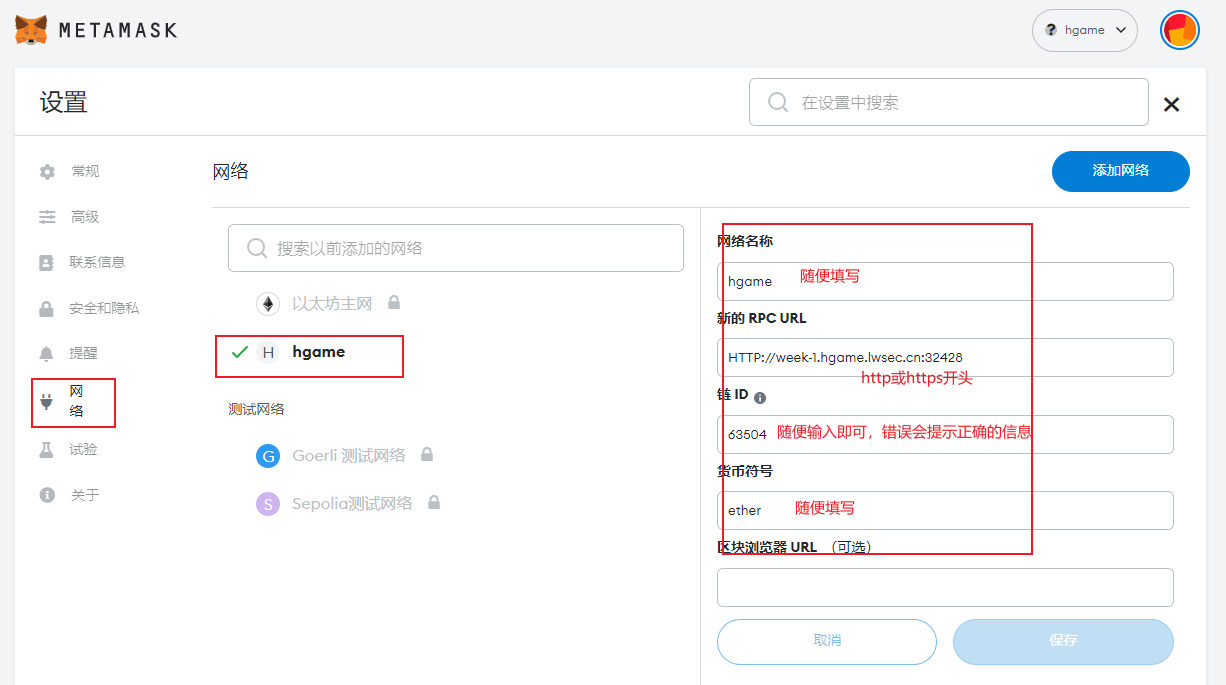 METAMASK
hgame
设置
在设置中搜索
常规
高级
联系信息
安全和隐私
提醒
网
络
试验
关于
网络
添加网络
搜索以前添加的网络
以太坊主网
H hgame
测试网络
G Goerli 测试网络
S Sepolia测试网络
网络名称
hgame 随便填写
新的 RPC URL
HTTP://week-1.hgame.lwsec.cn:32428
http或https开头
链 ID
63504 随便输入即可，错误会提示正确的信息
货币符号
ether 随便填写
区块浏览器 URL （可选）
取消
保存